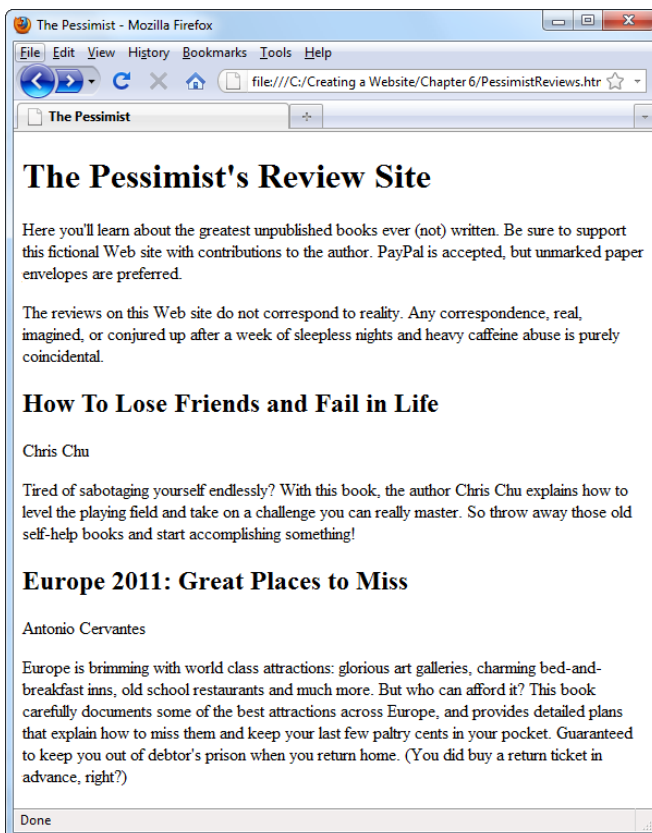 The Pessimist - Mozilla Firefox
File Edit View History Bookmarks Tools Help
file:///C:/Creating a Website/Chapter 6/PessimistReviews.htr
The Pessimist
The Pessimist's Review Site
Here you'll learn about the greatest unpublished books ever (not) written. Be sure to support
this fictional Web site with contributions to the author. PayPal is accepted, but unmarked paper
envelopes are preferred.
The reviews on this Web site do not correspond to reality. Any correspondence, real,
imagined, or conjured up after a week of sleepless nights and heavy caffeine abuse is purely
coincidental.
How To Lose Friends and Fail in Life
Chris Chu
Tired of sabotaging yourself endlessly? With this book, the author Chris Chu explains how to
level the playing field and take on a challenge you can really master. So throw away those old
self-help books and start accomplishing something!
Europe 2011: Great Places to Miss
Antonio Cervantes
Europe is brimming with world class attractions: glorious art galleries, charming bed-and-
breakfast inns, old school restaurants and much more. But who can afford it? This book
carefully documents some of the best attractions across Europe, and provides detailed plans
that explain how to miss them and keep your last few paltry cents in your pocket. Guaranteed
to keep you out of debtor's prison when you return home. (You did buy a return ticket in
advance, right?)
Done